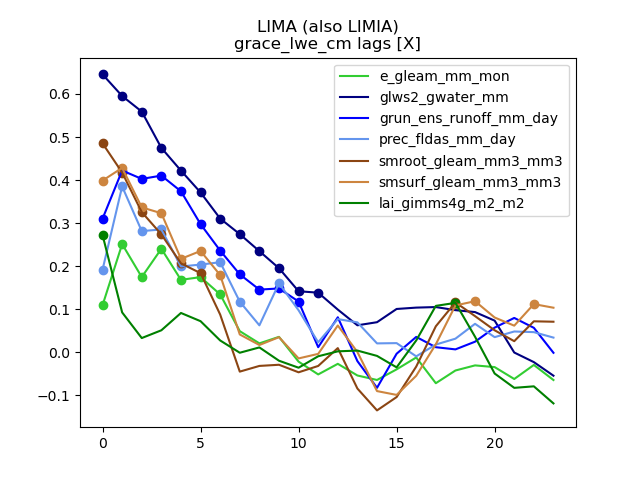 LIMA (also LIMIA)
grace_lwe_cm lags [X]
e_gleam_mm_mon
glws2_gwater_mm
grun_ens_runoff_mm_day
prec_fldas_mm_day
smroot_gleam_mm3_mm3
smsurf_gleam_mm3_mm3
lai_gimms4g_m2_m2
0.6
0.5
0.4
0.3
0.2
0.1
0.0
−0.1
0 5 10 15 20